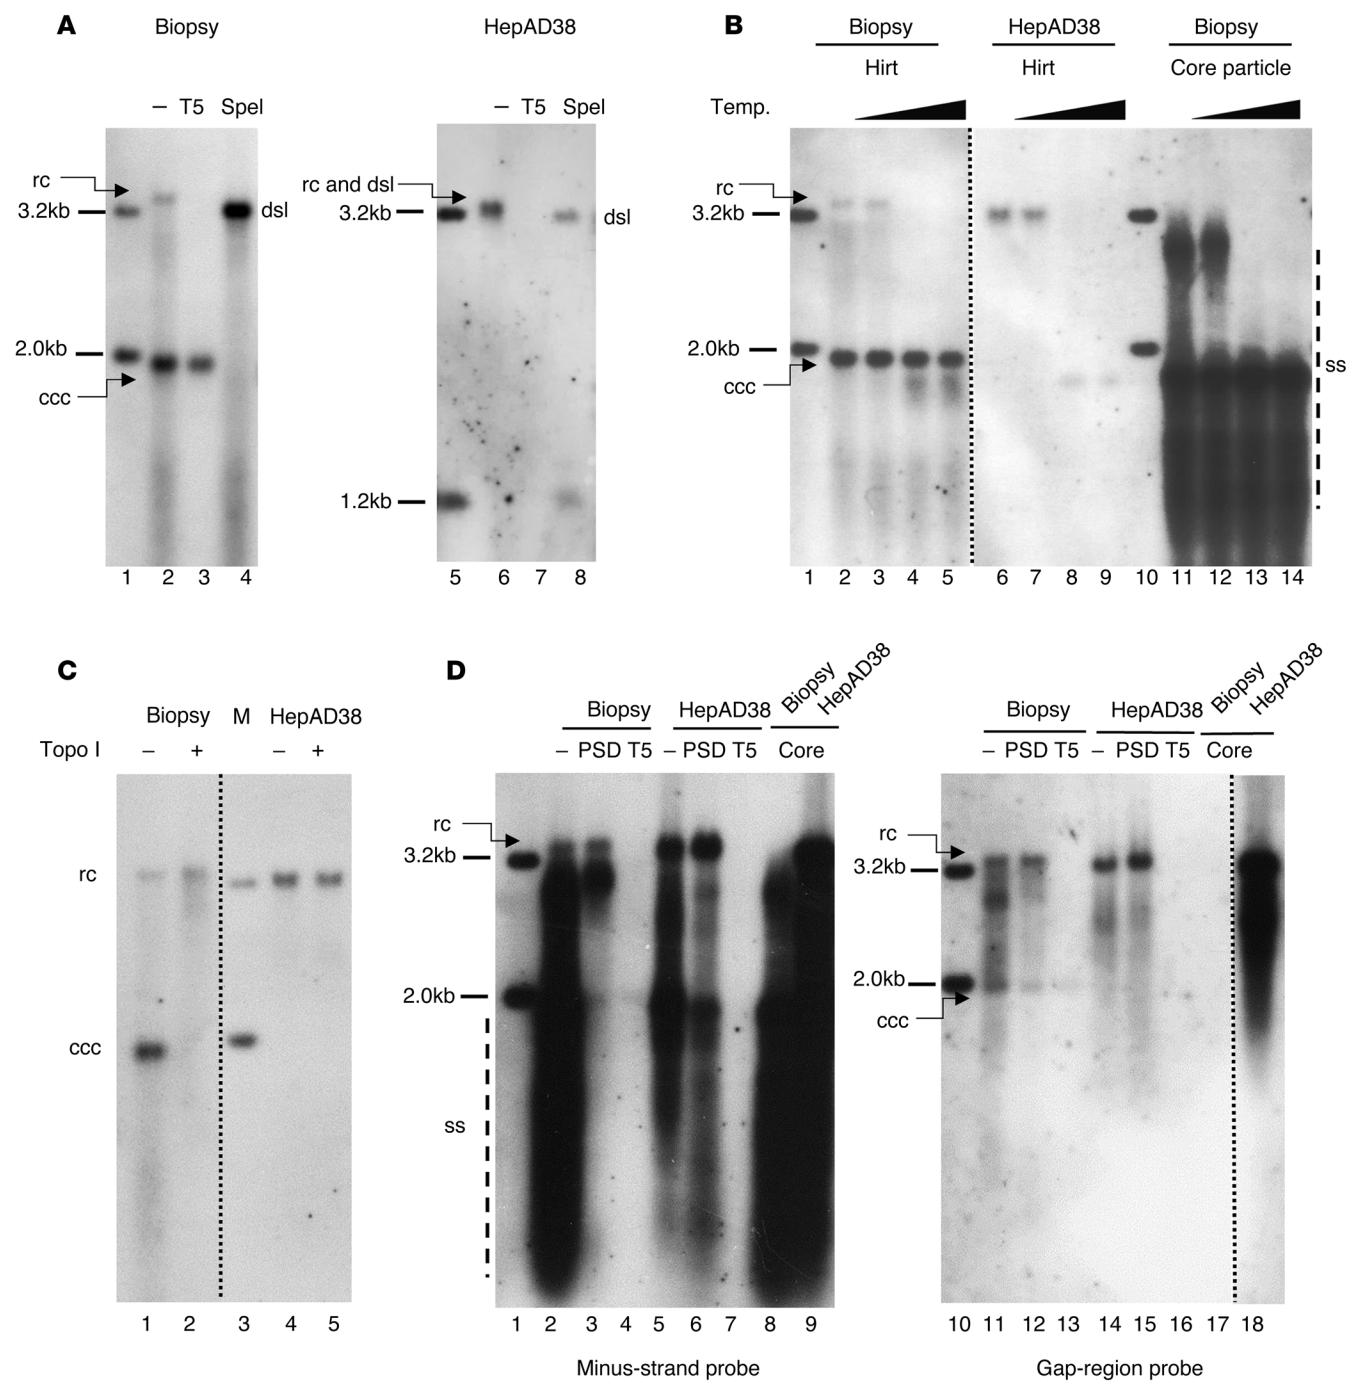 A
Biopsy
HepAD38
– T5 SpeI
– T5 SpeI
rc
3.2kb
dsl
2.0kb
ccc
rc and dsl
3.2kb
dsl
1.2kb
1 2 3 4
5 6 7 8
B
Biopsy HepAD38 Biopsy
Hirt Hirt Core particle
Temp.
rc
3.2kb
2.0kb
ccc
ss
1 2 3 4 5 6 7 8 9 10 11 12 13 14
C
Biopsy M HepAD38
Topo I – + – +
rc
ccc
1 2 3 4 5
D
Biopsy HepAD38 Biopsy HepAD38
– PSD T5 – PSD T5 Core
rc
3.2kb
2.0kb
ss
1 2 3 4 5 6 7 8 9
Minus-strand probe
Biopsy HepAD38 Biopsy HepAD38
– PSD T5 – PSD T5 Core
rc
3.2kb
2.0kb
ccc
10 11 12 13 14 15 16 17 18
Gap-region probe